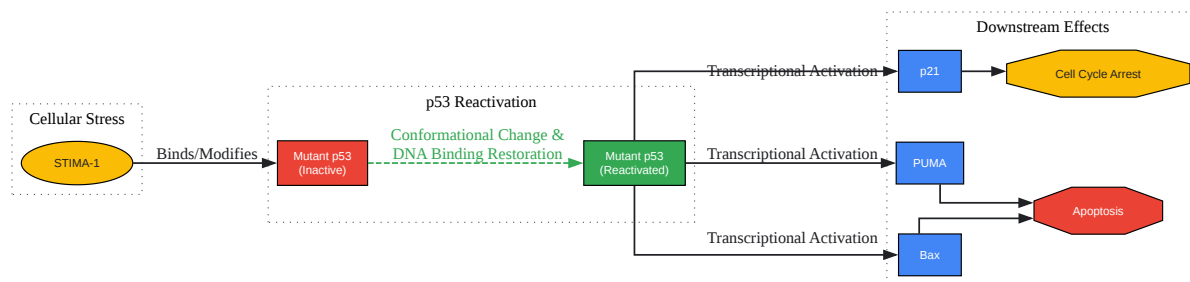 Downstream Effects
Transcriptional Activation
p21
Cell Cycle Arrest
p53 Reactivation
Cellular Stress
STIMA-1
Binds/Modifies
Mutant p53
(Inactive)
Conformational Change &
DNA Binding Restoration
Mutant p53
(Reactivated)
Transcriptional Activation
PUMA
Apoptosis
Transcriptional Activation
Bax